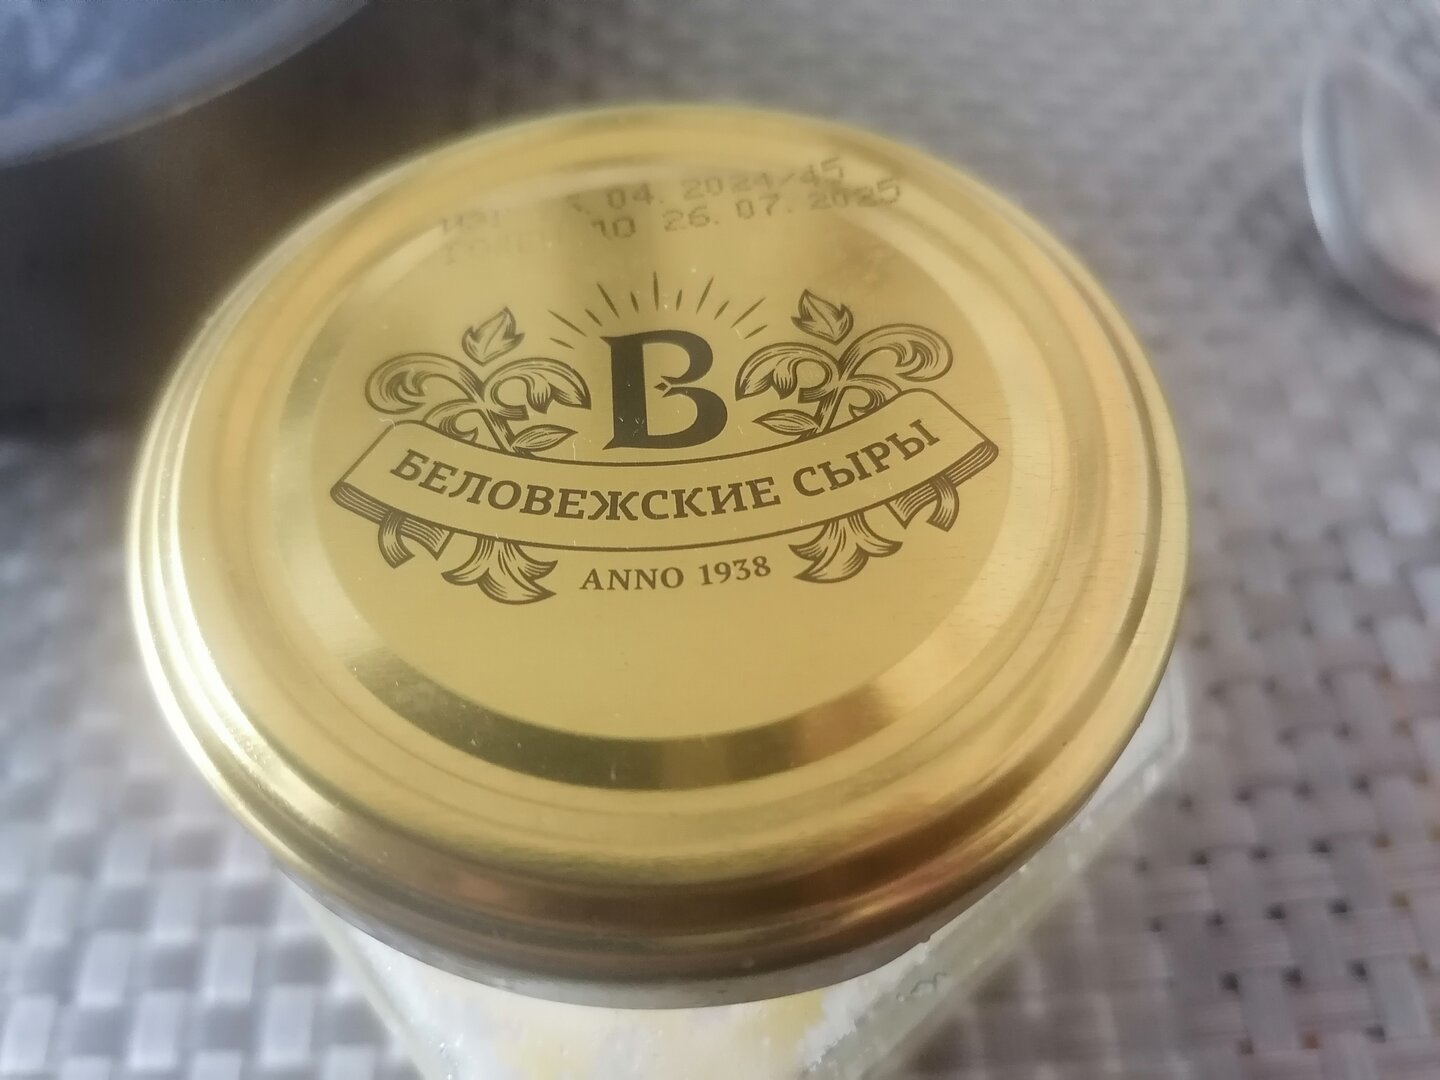 04. 2024/45
26. 07. 2025
В
БЕЛОВЕЖСКИЕ СЫРЫ
ANNO 1938